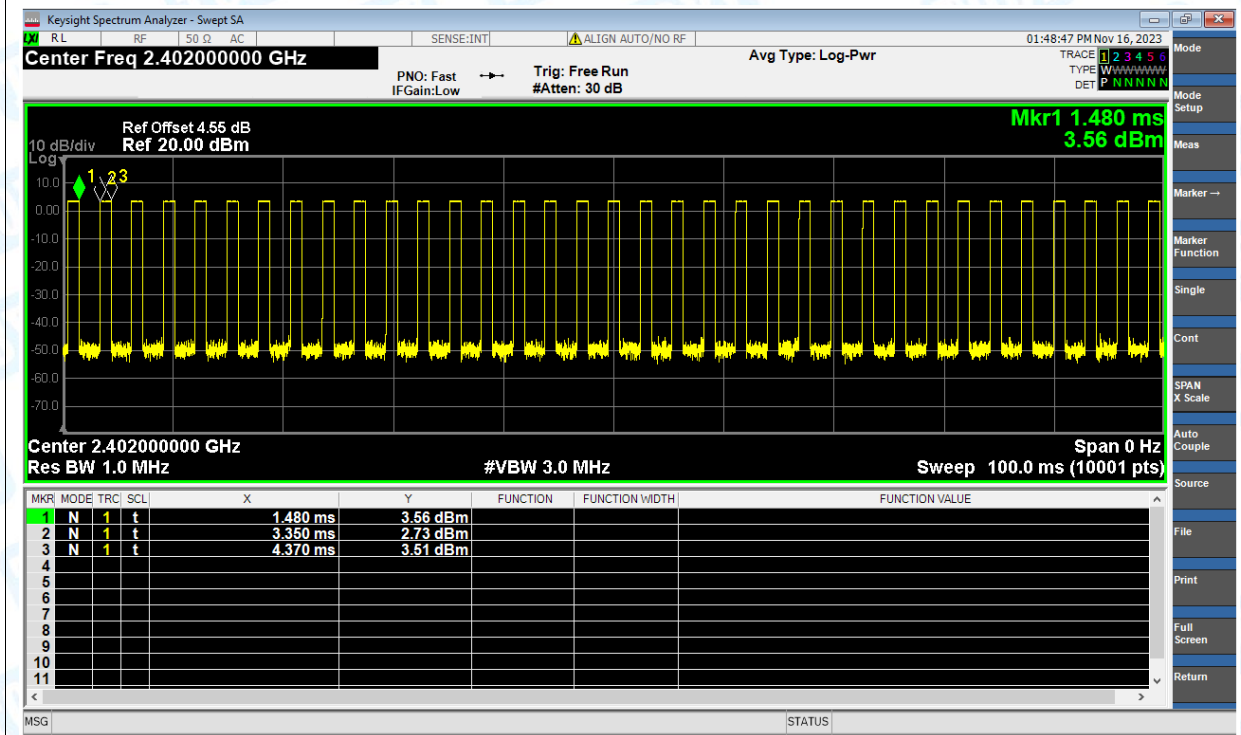 Keysight Spectrum Analyzer - Swept SA
LXI RL RF 50 Ω AC SENSE:INT ALIGN AUTO/NO RF 01:48:47 PM Nov 16, 2023
Center Freq 2.402000000 GHz
PNO: Fast
IFGain:Low
Trig: Free Run
#Atten: 30 dB
Avg Type: Log-Pwr
TRACE 1 2 3 4 5 6
TYPE WWWWWW
DET P N N N N N
Ref Offset 4.55 dB
10 dB/div Ref 20.00 dBm
Log
Mkr1 1.480 ms
3.56 dBm
1 2 3
10.0
0.00
-10.0
-20.0
-30.0
-40.0
-50.0
-60.0
-70.0
Center 2.402000000 GHz Span 0 Hz
Res BW 1.0 MHz #VBW 3.0 MHz Sweep 100.0 ms (10001 pts)
MKR MODE TRC SCL X Y FUNCTION FUNCTION WIDTH FUNCTION VALUE
1 N 1 t 1.480 ms 3.56 dBm
2 N 1 t 3.350 ms 2.73 dBm
3 N 1 t 4.370 ms 3.51 dBm
4
5
6
7
8
9
10
11
MSG STATUS
Mode
Mode
Setup
Meas
Marker →
Marker
Function
Single
Cont
SPAN
X Scale
Auto
Couple
Source
File
Print
Full
Screen
Return